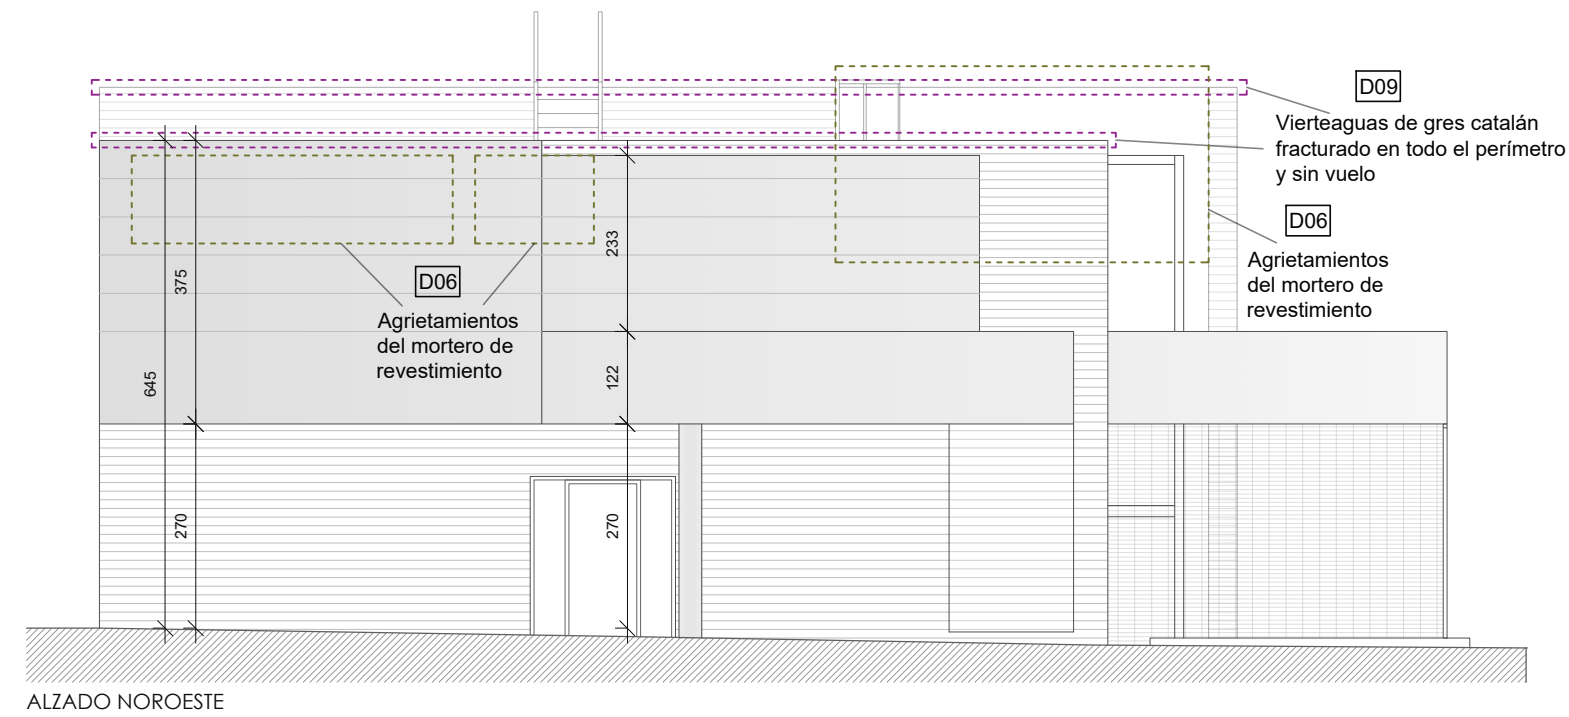 D09
Vierteaguas de gres catalán
fracturado en todo el perímetro
y sin vuelo
D06
Agrietamientos
del mortero de
revestimiento
D06
Agrietamientos
del mortero de
revestimiento
233
375
122
645
270
270
ALZADO NOROESTE